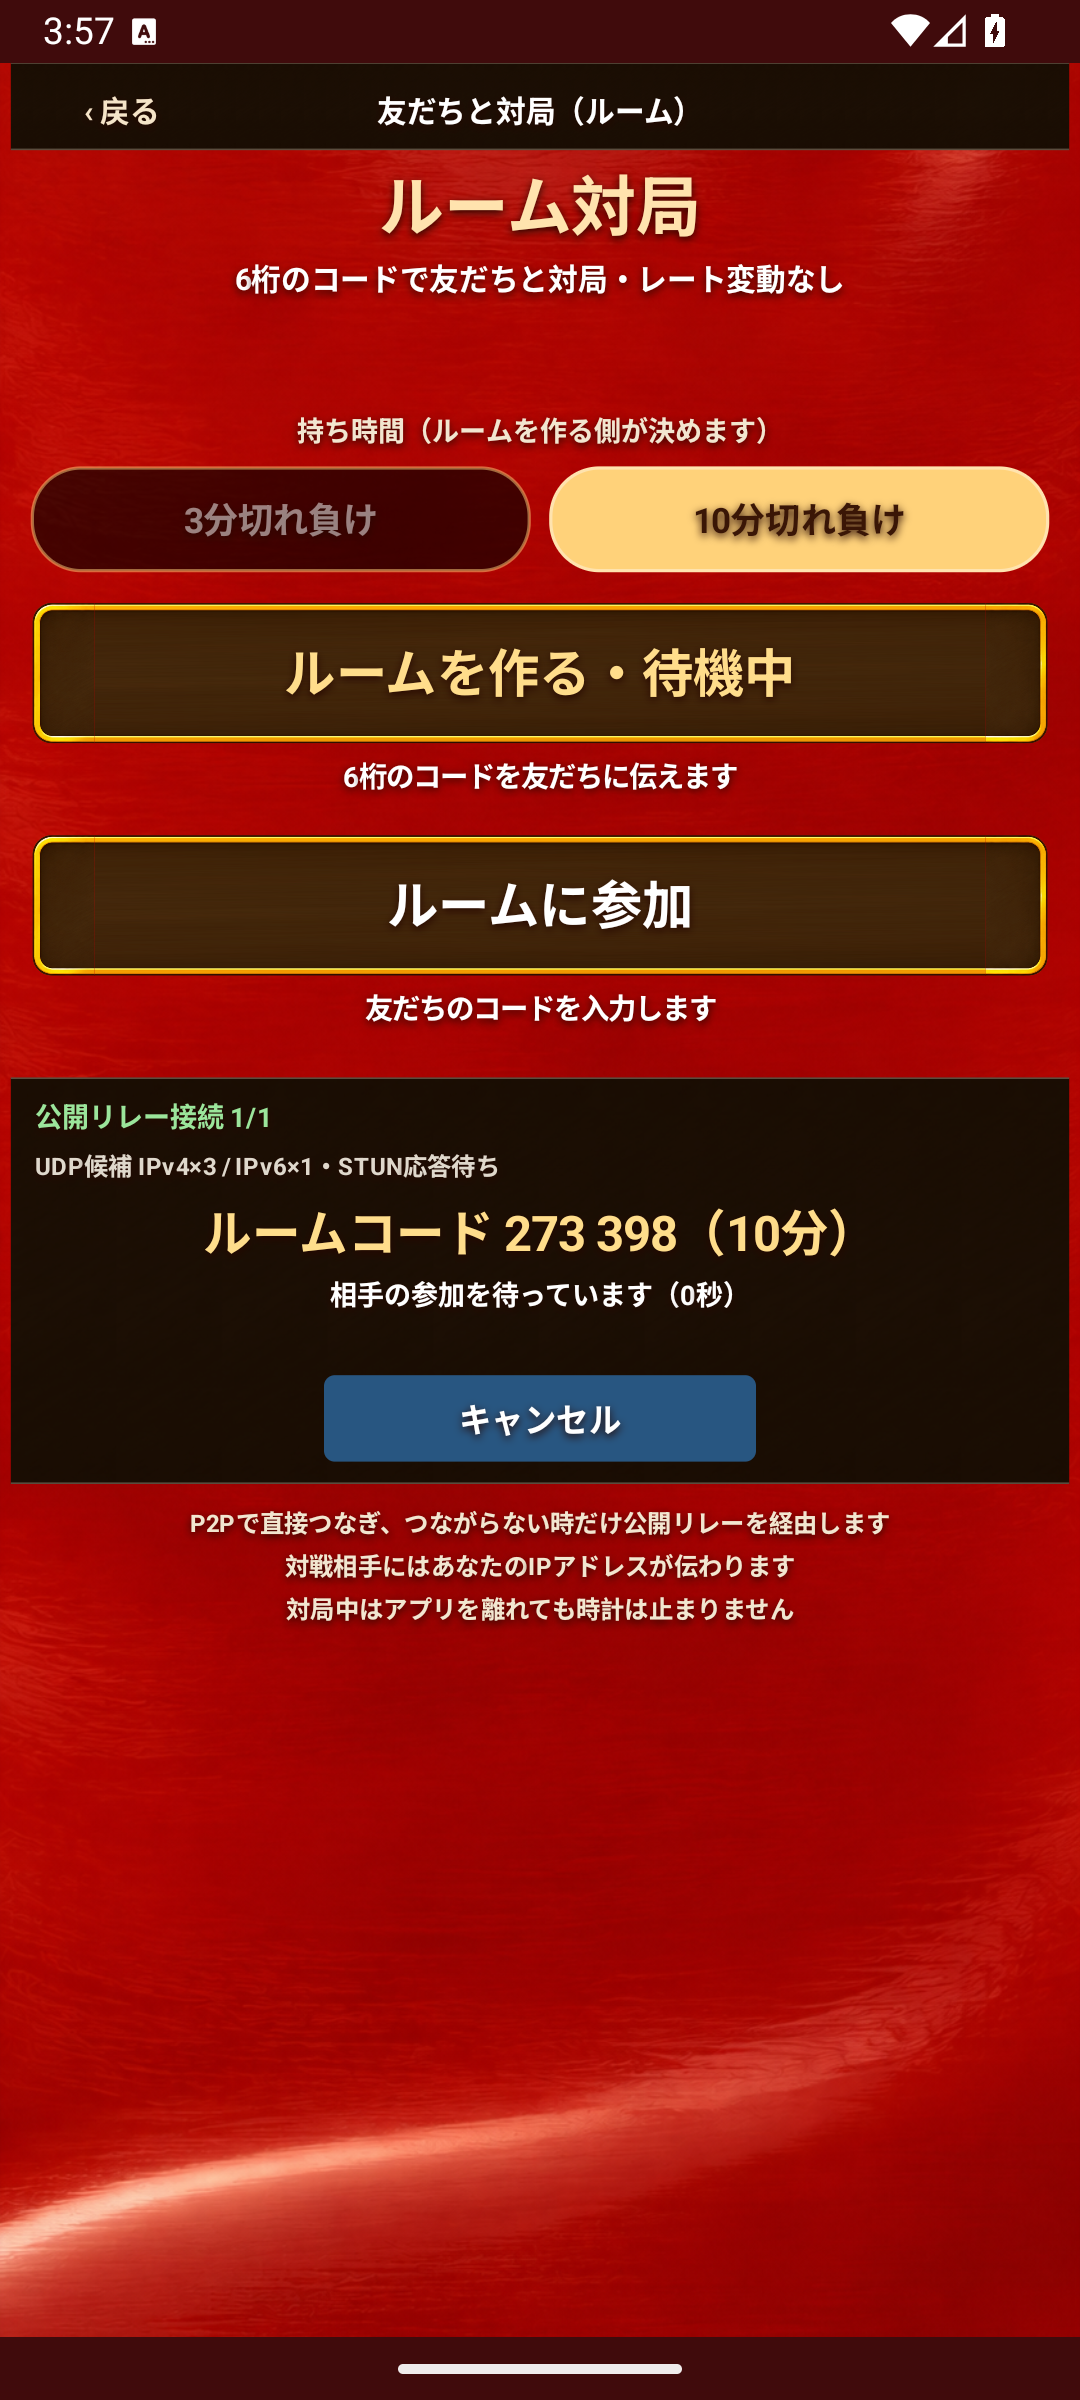 3:57
‹ 戻る
友だちと対局（ルーム）
ルーム対局
6桁のコードで友だちと対局・レート変動なし
持ち時間（ルームを作る側が決めます）
3分切れ負け
10分切れ負け
ルームを作る・待機中
6桁のコードを友だちに伝えます
ルームに参加
友だちのコードを入力します
公開リレー接続 1/1
UDP候補 IPv4×3 / IPv6×1・STUN応答待ち
ルームコード 273 398（10分）
相手の参加を待っています（0秒）
キャンセル
P2Pで直接つなぎ、つながらない時だけ公開リレーを経由します
対戦相手にはあなたのIPアドレスが伝わります
対局中はアプリを離れても時計は止まりません